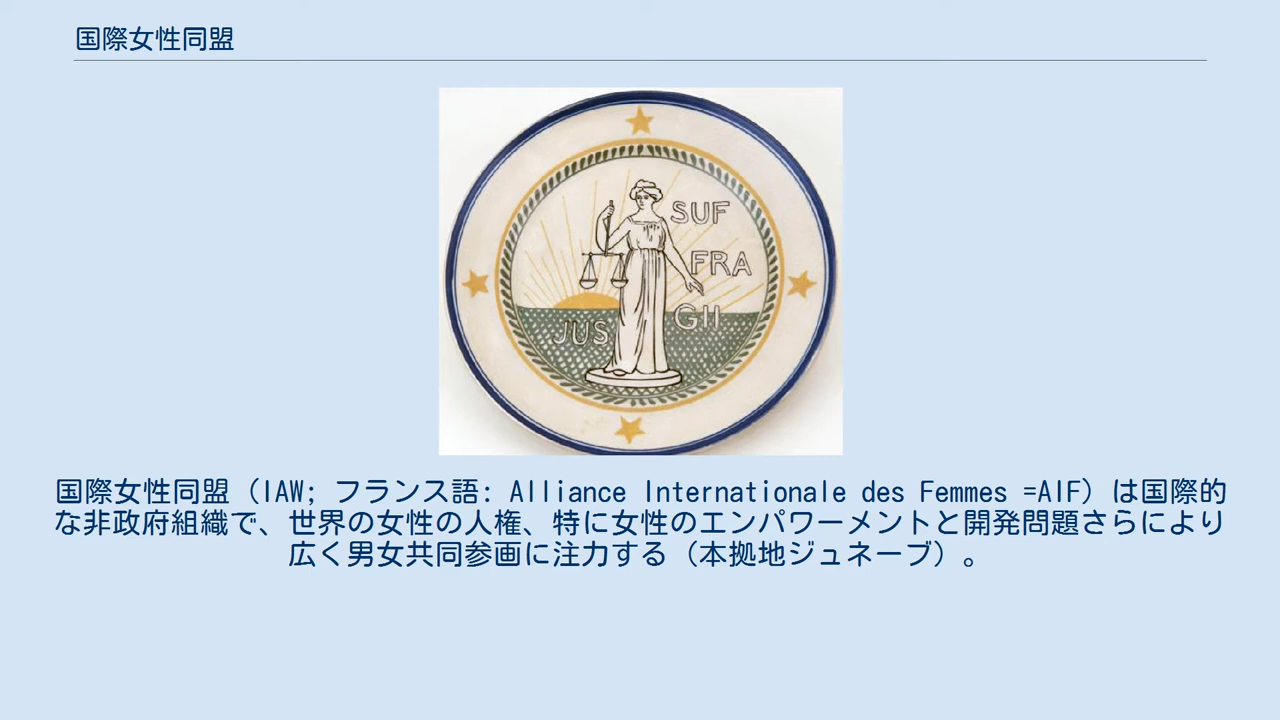 国際女性同盟
SUF
FRA
GII
JUS
国際女性同盟（IAW; フランス語: Alliance Internationale des Femmes =AIF）は国際的
な非政府組織で、世界の女性の人権、特に女性のエンパワーメントと開発問題さらにより
広く男女共同参画に注力する（本拠地ジュネーブ）。